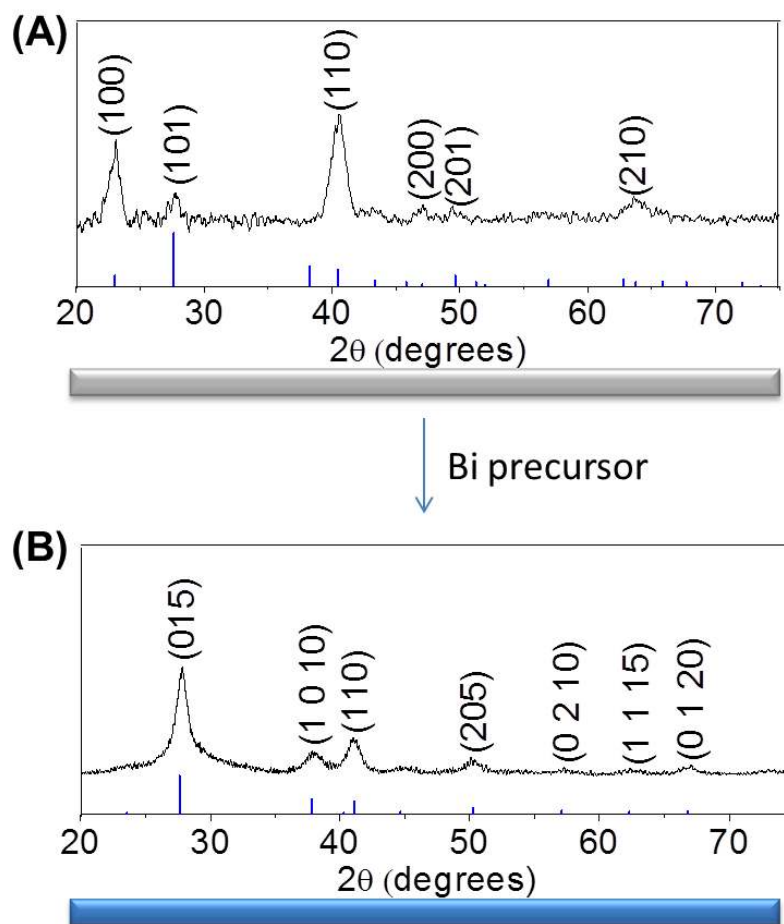 (A)
(100)
(101)
(110)
(200)
(201)
(210)
20 30 40 50 60 70
2θ (degrees)
Bi precursor
(B)
(015)
(1 0 10)
(110)
(205)
(0 2 10)
(1 1 15)
(0 1 20)
20 30 40 50 60 70
2θ (degrees)